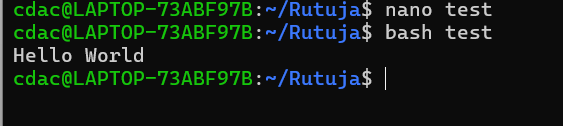 cdac@LAPTOP-73ABF97B:~/Rutuja$ nano test
cdac@LAPTOP-73ABF97B:~/Rutuja$ bash test
Hello World
cdac@LAPTOP-73ABF97B:~/Rutuja$